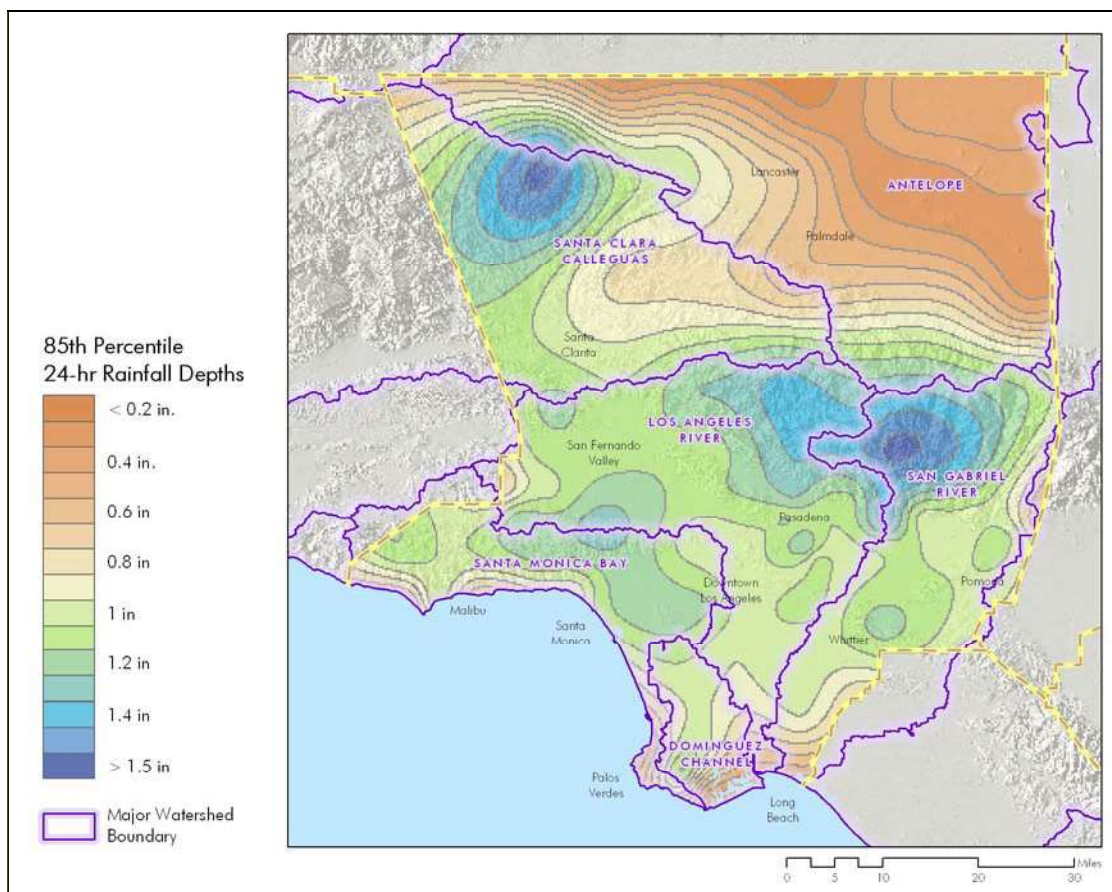 Lancaster
ANTELOPE
Palmdale
SANTA CLARA
CALLEGUAS
Santa
Clarita
85th Percentile
24-hr Rainfall Depths
< 0.2 in.
0.4 in.
0.6 in
0.8 in
1 in
1.2 in
1.4 in
> 1.5 in
Major Watershed
Boundary
LOS ANGELES
RIVER
San Fernando
Valley
SAN GABRIEL
RIVER
Pasadena
SANTA MONICA BAY
Downtown
Los Angeles
Pomona
Malibu
Santa
Monica
Whittier
DOMINGUEZ
CHANNEL
Palos
Verdes
Long
Beach
Miles
0 5 10 20 30